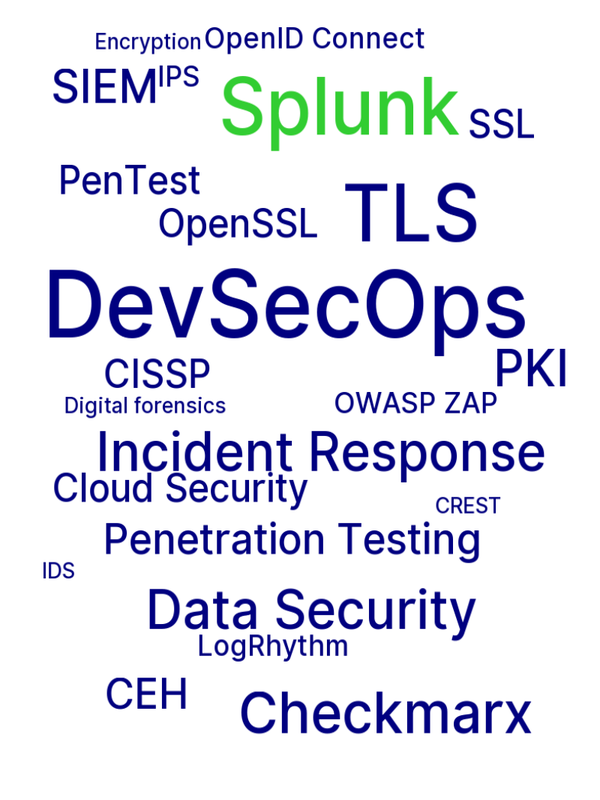 Encryption OpenID Connect
SIEM IPS
Splunk SSL
PenTest
OpenSSL TLS
DevSecOps
CISSP PKI
Digital forensics OWASP ZAP
Incident Response
Cloud Security
CREST
Penetration Testing
IDS
Data Security
LogRhythm
CEH Checkmarx